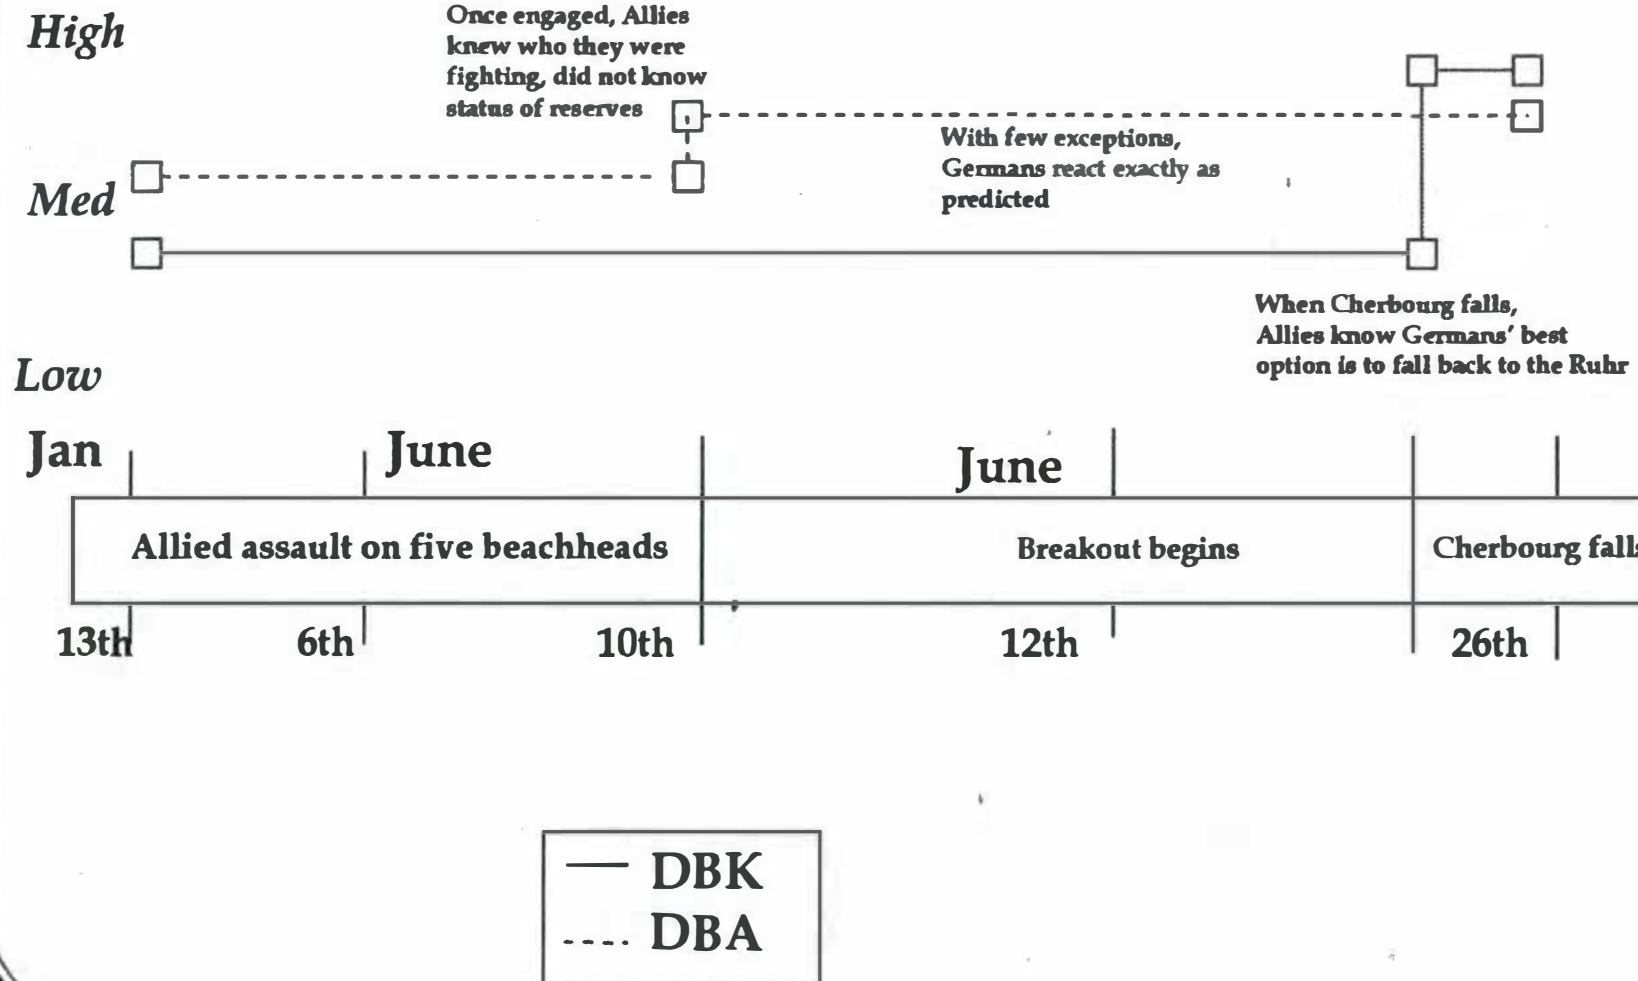 High
Once engaged, Allies
knew who they were
fighting, did not know
status of reserves
With few exceptions,
Germans react exactly as
predicted
Med
When Cherbourg falls,
Allies know Germans' best
option is to fall back to the Ruhr
Low
Jan
June
June
Allied assault on five beachheads
Breakout begins
Cherbourg falls
13th
6th
10th
12th
26th
DBK
DBA